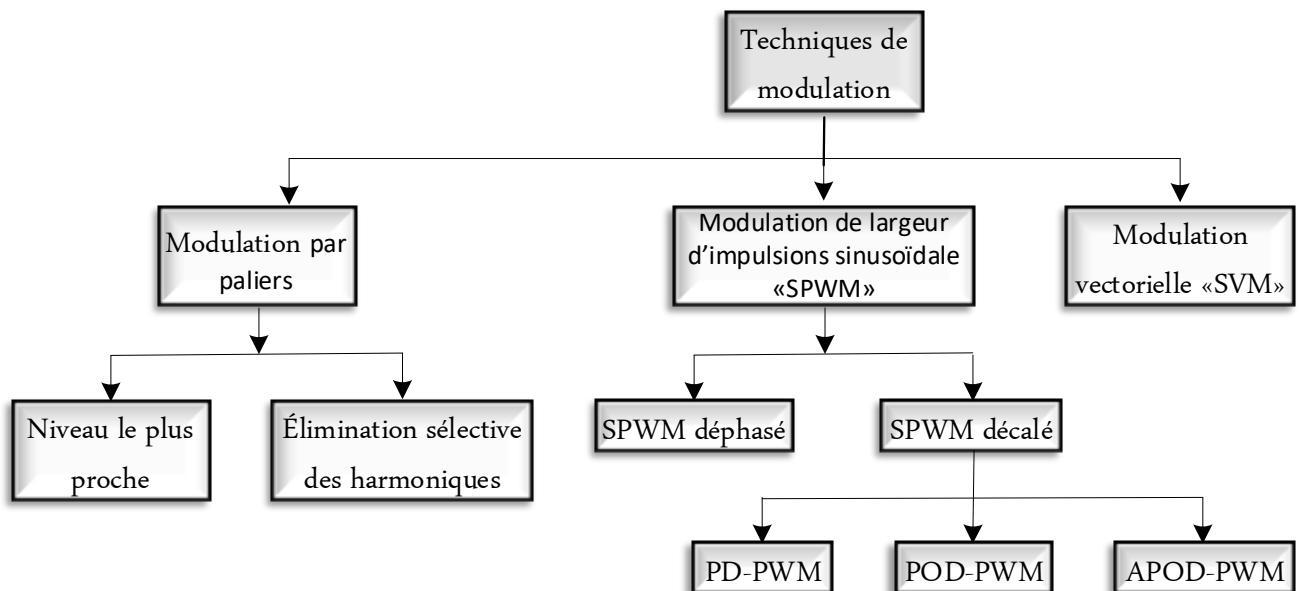 Techniques de
modulation
Modulation par
paliers
Modulation de largeur
d'impulsions sinusoïdale
«SPWM»
Modulation
vectorielle «SVM»
Niveau le plus
proche
Élimination sélective
des harmoniques
SPWM déphasé
SPWM décalé
PD-PWM
POD-PWM
APOD-PWM